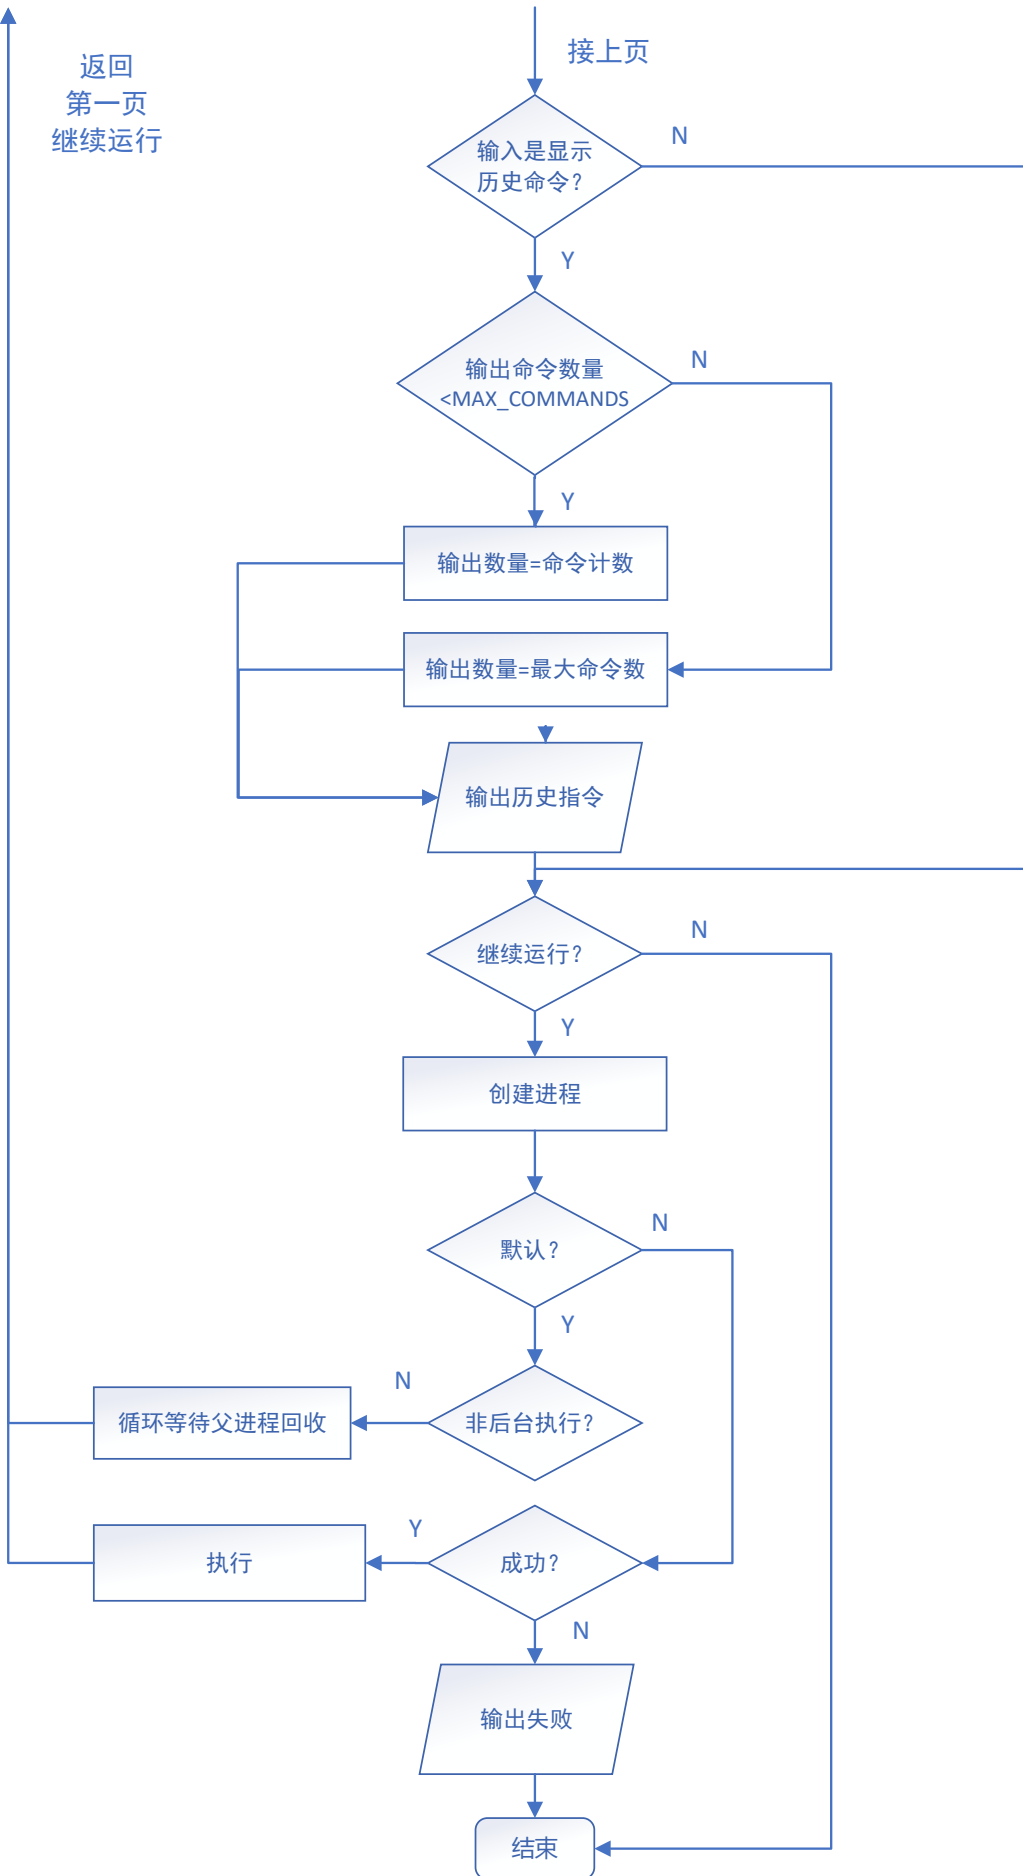 接上页
返回
第一页
继续运行
输入是显示
历史命令？
N
Y
输出命令数量
<MAX_COMMANDS
N
Y
输出数量=命令计数
输出数量=最大命令数
输出历史指令
继续运行？
N
Y
创建进程
默认？
N
Y
非后台执行？
N
循环等待父进程回收
成功？
Y
执行
N
输出失败
结束